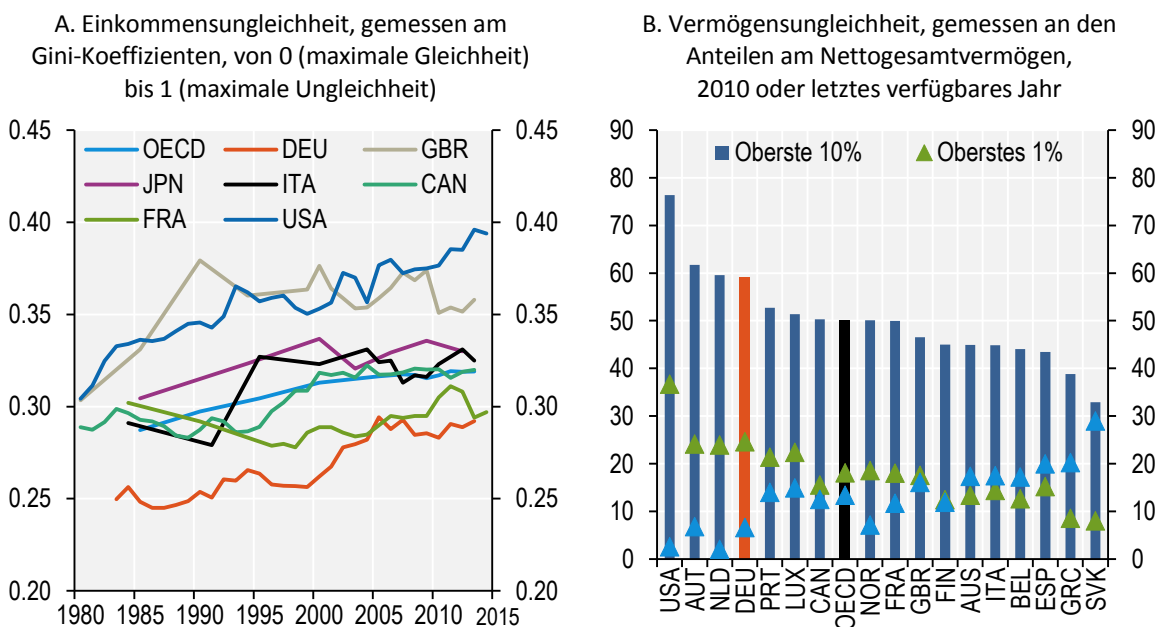 A. Einkommensungleichheit, gemessen am
Gini-Koeffizienten, von 0 (maximale Gleichheit)
bis 1 (maximale Ungleichheit)
0.45
0.45
OECD DEU GBR
JPN ITA CAN
FRA USA
0.40
0.40
0.35
0.35
0.30
0.30
0.25
0.25
0.20
0.20
1980 1985 1990 1995 2000 2005 2010 2015
B. Vermögensungleichheit, gemessen an den
Anteilen am Nettogesamtvermögen,
2010 oder letztes verfügbares Jahr
90
90
Oberste 10% Oberstes 1%
80
80
70
70
60
60
50
50
40
40
30
30
20
20
10
10
0
0
USA
AUT
NLD
DEU
PRT
LUX
CAN
OECD
NOR
FRA
GBR
FIN
AUS
ITA
BEL
ESP
GRC
SVK